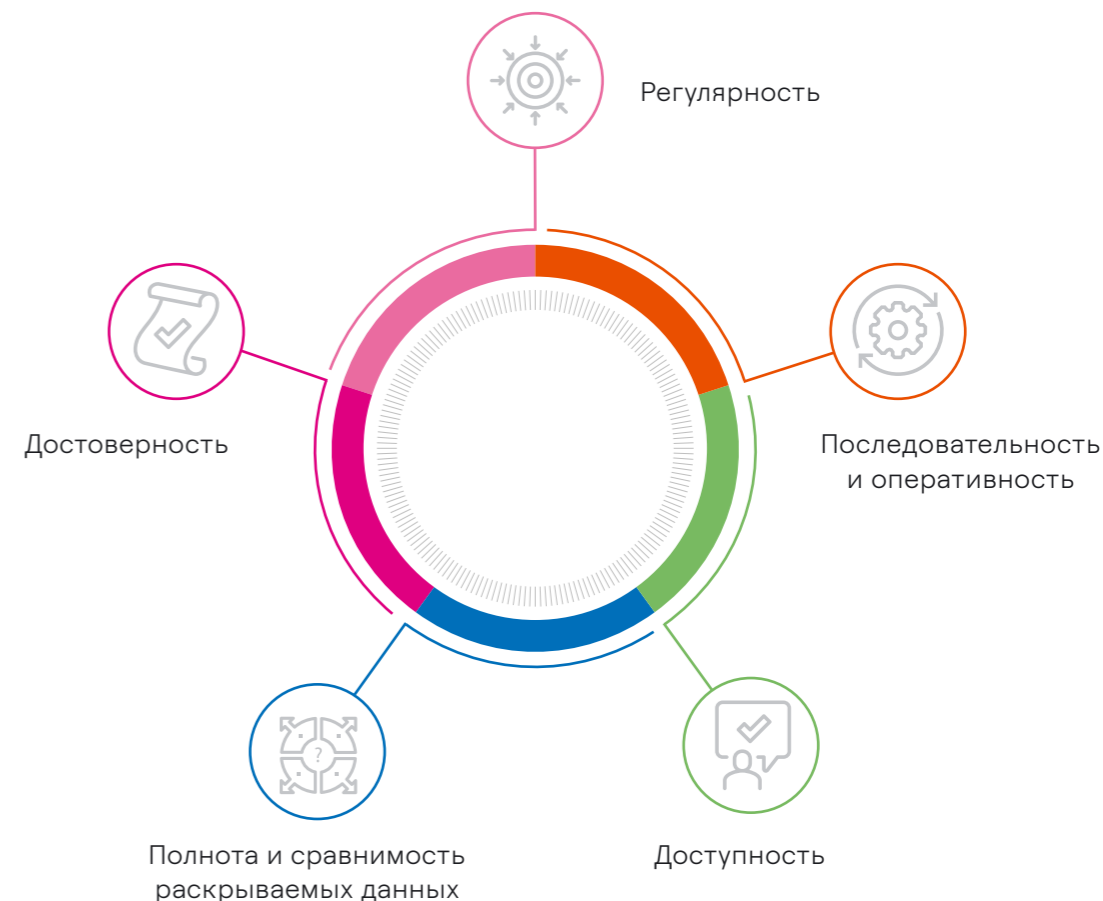 Регулярность
Достоверность
Последовательность
и оперативность
?
Полнота и сравнимость
раскрываемых данных
Доступность